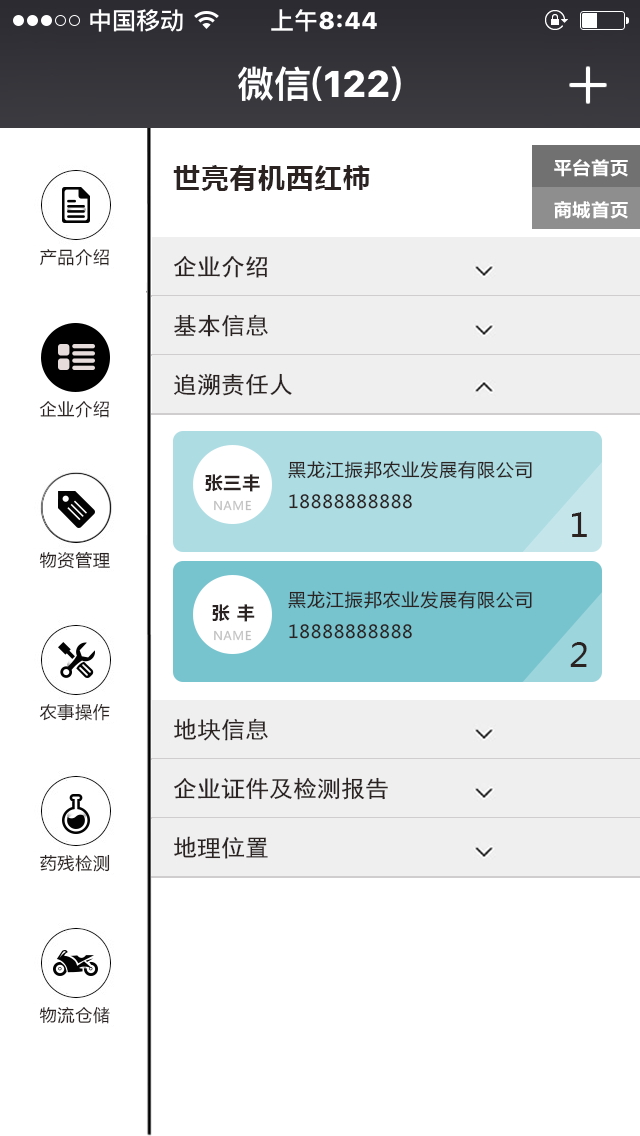 中国移动 上午8:44
微信(122)
产品介绍
企业介绍
物资管理
农事操作
药残检测
物流仓储
世亮有机西红柿
平台首页
商城首页
企业介绍
基本信息
追溯责任人
张三丰
NAME
黑龙江振邦农业发展有限公司
18888888888
1
张 丰
NAME
黑龙江振邦农业发展有限公司
18888888888
2
地块信息
企业证件及检测报告
地理位置